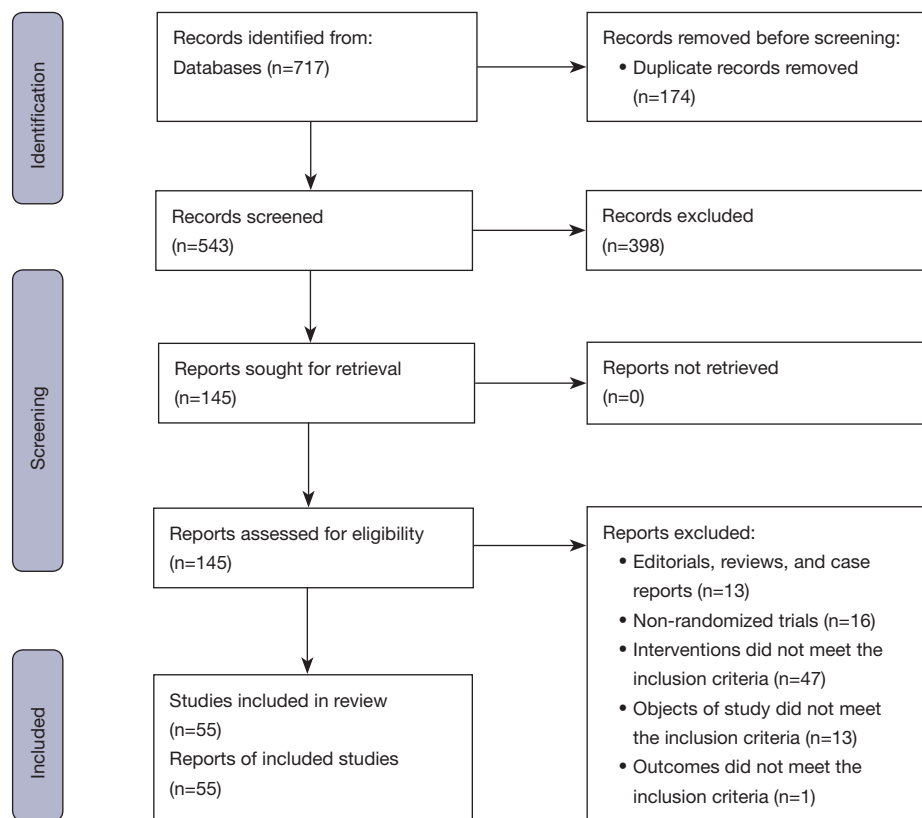 Identification
Records identified from:
Databases (n=717)
Records removed before screening:
• Duplicate records removed
(n=174)
Records screened
(n=543)
Records excluded
(n=398)
Screening
Reports sought for retrieval
(n=145)
Reports not retrieved
(n=0)
Reports assessed for eligibility
(n=145)
Reports excluded:
• Editorials, reviews, and case
reports (n=13)
• Non-randomized trials (n=16)
• Interventions did not meet the
inclusion criteria (n=47)
• Objects of study did not meet
the inclusion criteria (n=13)
• Outcomes did not meet the
inclusion criteria (n=1)
Included
Studies included in review
(n=55)
Reports of included studies
(n=55)